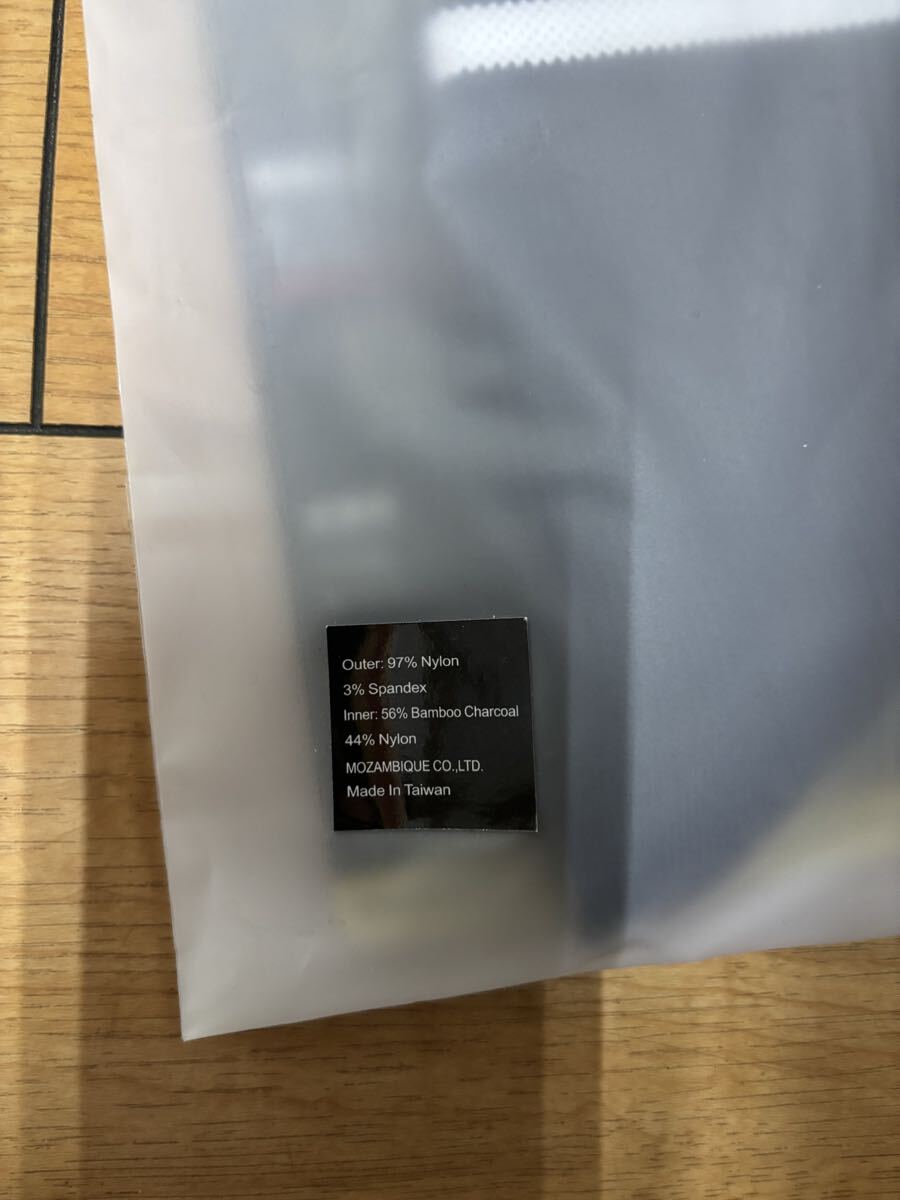 Outer: 97% Nylon
3% Spandex
Inner: 56% Bamboo Charcoal
44% Nylon
MOZAMBIQUE CO.,LTD.
Made In Taiwan